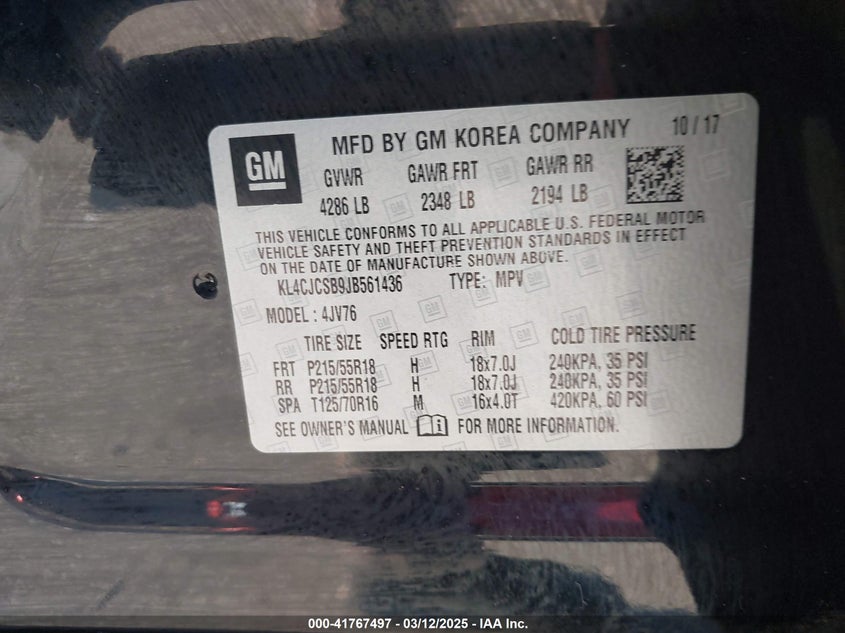 GM
MFD BY GM KOREA COMPANY 10 / 17
GVWR GAWR FRT GAWR RR
4286 LB 2348 LB 2194 LB
THIS VEHICLE CONFORMS TO ALL APPLICABLE U.S. FEDERAL MOTOR
VEHICLE SAFETY AND THEFT PREVENTION STANDARDS IN EFFECT
ON THE DATE OF MANUFACTURE SHOWN ABOVE.
KL4CJCSB9JB561436 TYPE: MPV
MODEL : 4JV76
TIRE SIZE SPEED RTG RIM COLD TIRE PRESSURE
FRT P215/55R18 H 18x7.0J 240KPA, 35 PSI
RR P215/55R18 H 18x7.0J 240KPA, 35 PSI
SPA T125/70R16 M 16x4.0T 420KPA, 60 PSI
SEE OWNER'S MANUAL FOR MORE INFORMATION.
000-41767497 — 03/12/2025 — IAA Inc.